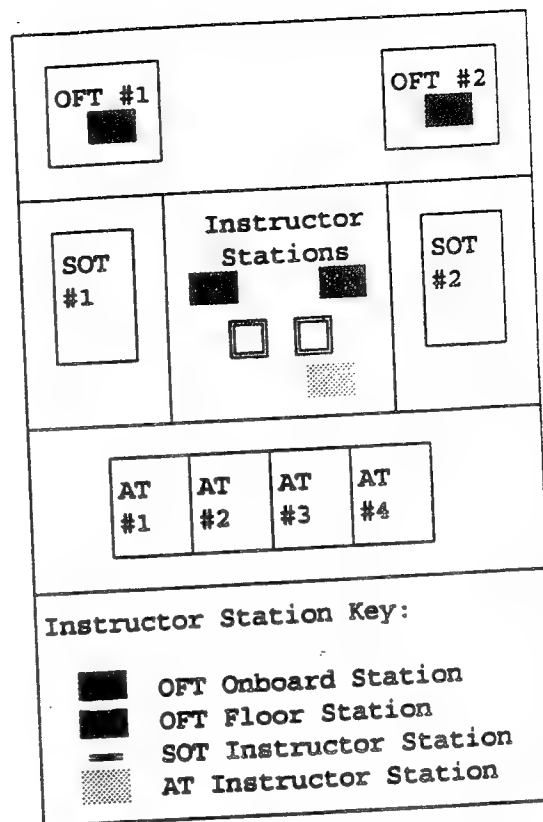 OFT #1
OFT #2
Instructor
Stations
SOT
#1
SOT
#2
AT
#1
AT
#2
AT
#3
AT
#4
Instructor Station Key:
OFT Onboard Station
OFT Floor Station
SOT Instructor Station
AT Instructor Station